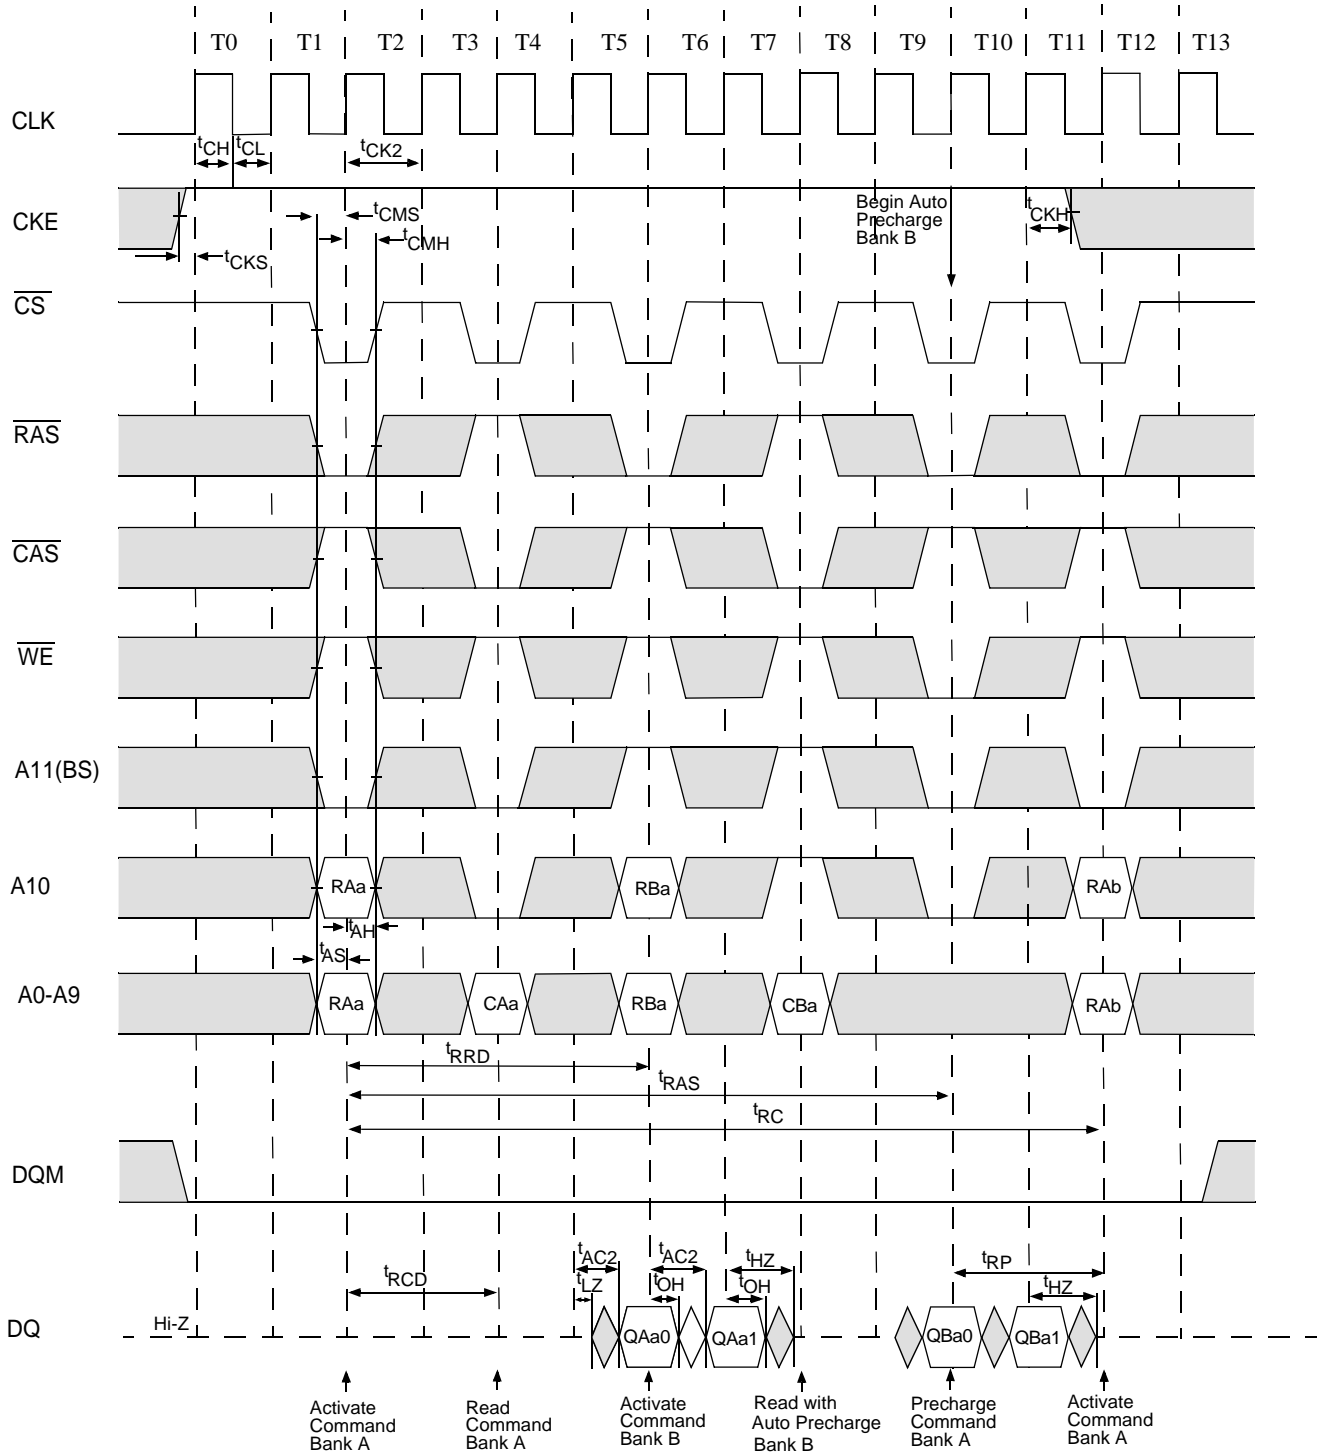 T0 T1 T2 T3 T4 T5 T6 T7 T8 T9 T10 T11 T12 T13
CLK
tCH tCL tCK2
CKE
tCMS
tCMH
tCKS
Begin Auto
Precharge
Bank B
tCKH
CS
RAS
CAS
WE
A11(BS)
A10
RAa RBa RAb
tAH
tAS
A0-A9
RAa CAa RBa CBa RAb
tRRD
tRAS
tRC
DQM
tRCD
tAC2 tAC2 tHZ
tLZ tOH tOH
tRP
tHZ
DQ
Hi-Z
QAa0 QAa1 QBa0 QBa1
Activate
Command
Bank A
Read
Command
Bank A
Activate
Command
Bank B
Read with
Auto Precharge
Bank B
Precharge
Command
Bank A
Activate
Command
Bank A